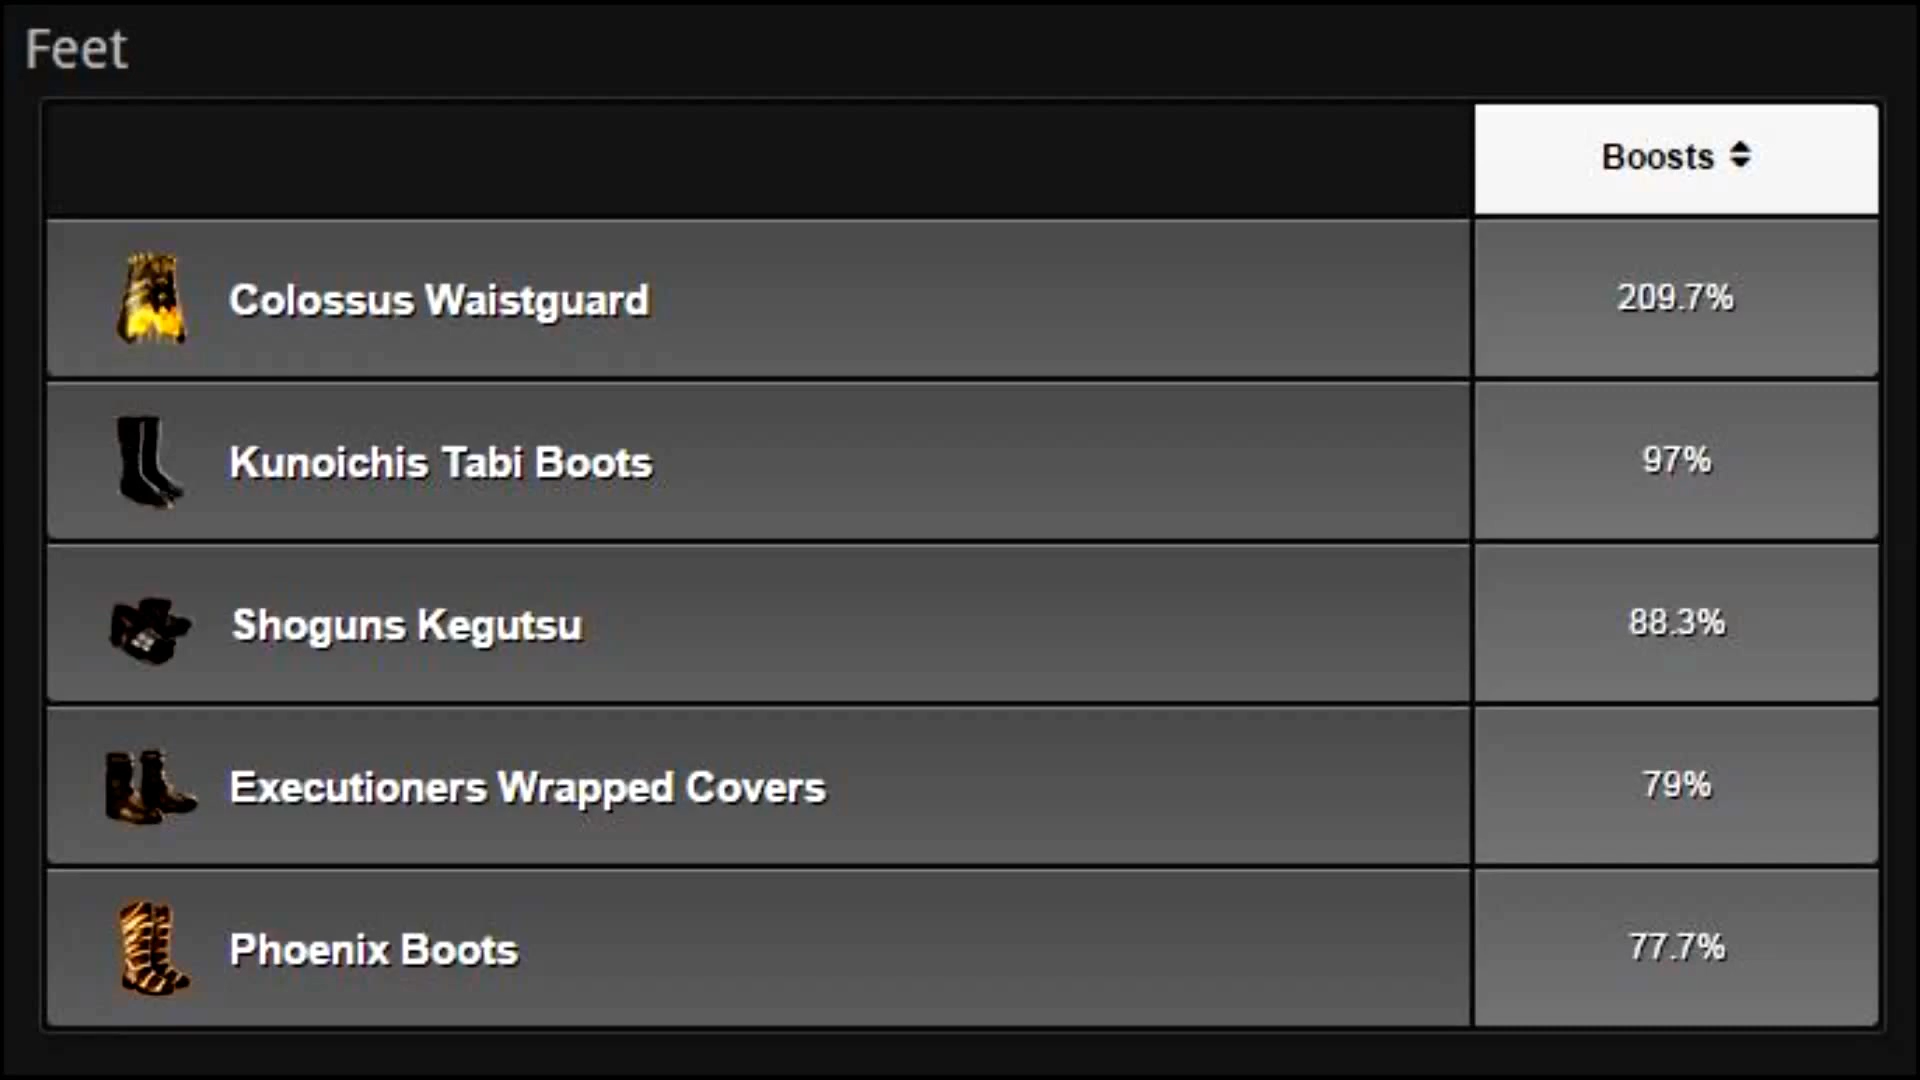 Feet
Boosts
Colossus Waistguard 209.7%
Kunoichis Tabi Boots 97%
Shoguns Kegutsu 88.3%
Executioners Wrapped Covers 79%
Phoenix Boots 77.7%